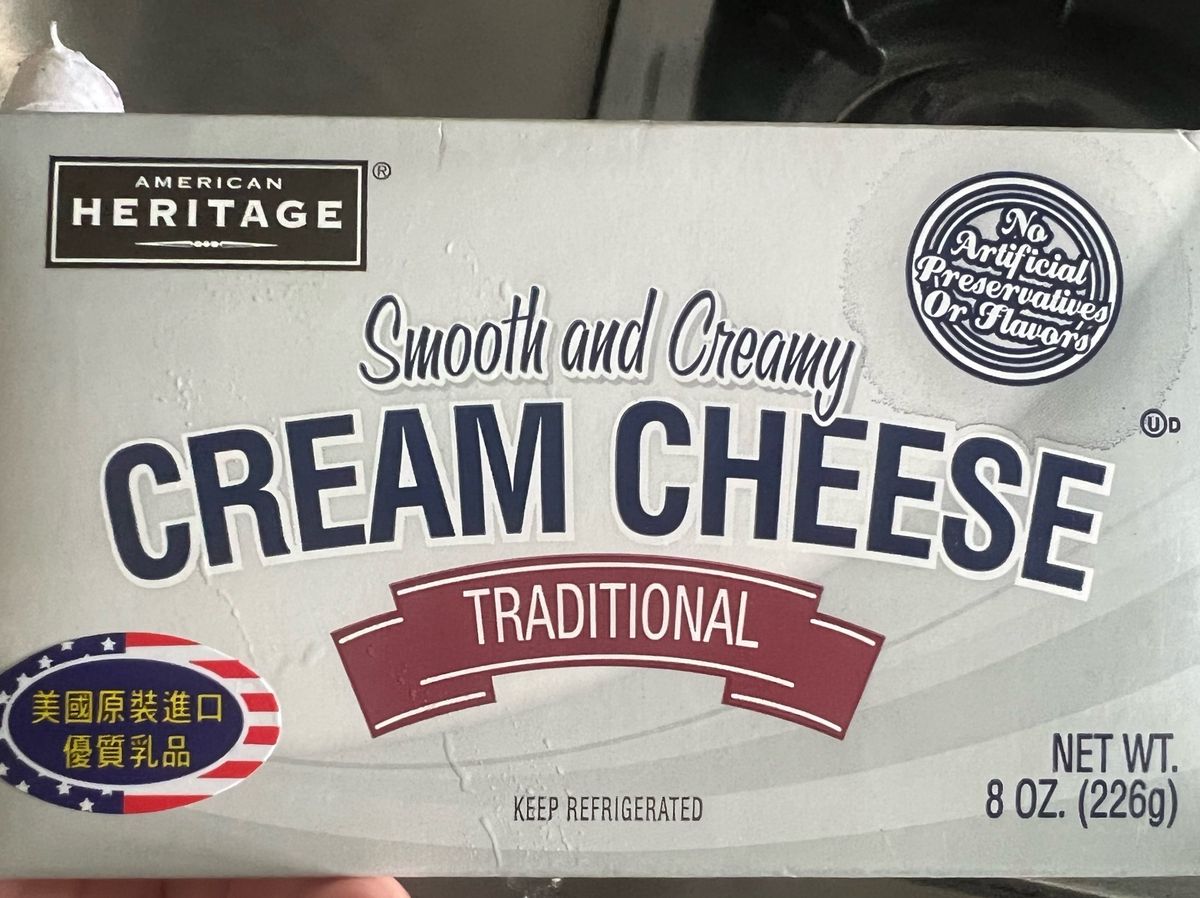 AMERICAN
HERITAGE
®
No
Artificial
Preservatives
Or Flavors
Smooth and Creamy
CREAM CHEESE
ⓊD
TRADITIONAL
美國原裝進口
優質乳品
KEEP REFRIGERATED
NET WT.
8 OZ. (226g)